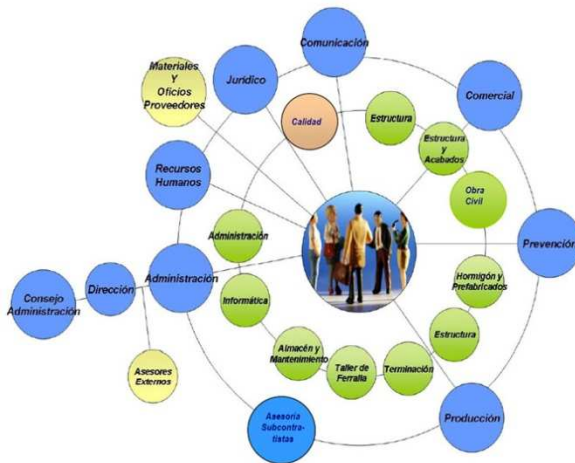 Comunicación
Materiales
Y
Oficios
Proveedores
Jurídico
Comercial
Calidad
Estructura
Estructura
y
Acabados
Recursos
Humanos
Obra
Civil
Administración
Prevención
Consejo
Administración
Dirección
Administración
Informática
Hormigón y
Prefabricados
Estructura
Almacén y
Mantenimiento
Taller de
Ferralla
Terminación
Asesores
Externos
Asesoría
Subcontra-
tistas
Producción